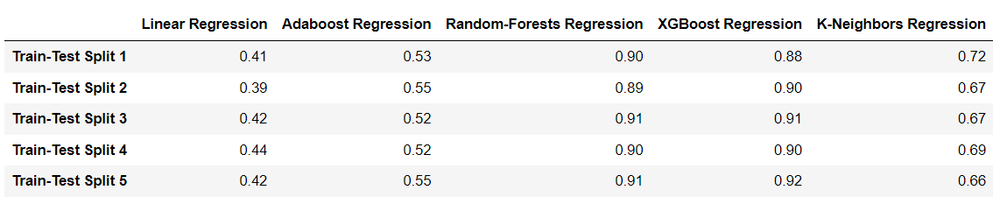 Linear Regression Adaboost Regression Random-Forests Regression XGBoost Regression K-Neighbors Regression
Train-Test Split 1 0.41 0.53 0.90 0.88 0.72
Train-Test Split 2 0.39 0.55 0.89 0.90 0.67
Train-Test Split 3 0.42 0.52 0.91 0.91 0.67
Train-Test Split 4 0.44 0.52 0.90 0.90 0.69
Train-Test Split 5 0.42 0.55 0.91 0.92 0.66